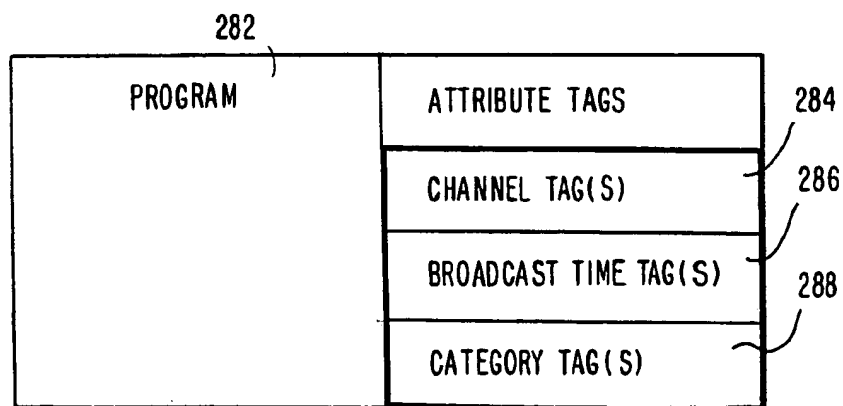 282
PROGRAM
ATTRIBUTE TAGS
284
CHANNEL TAG(S)
286
BROADCAST TIME TAG(S)
288
CATEGORY TAG(S)